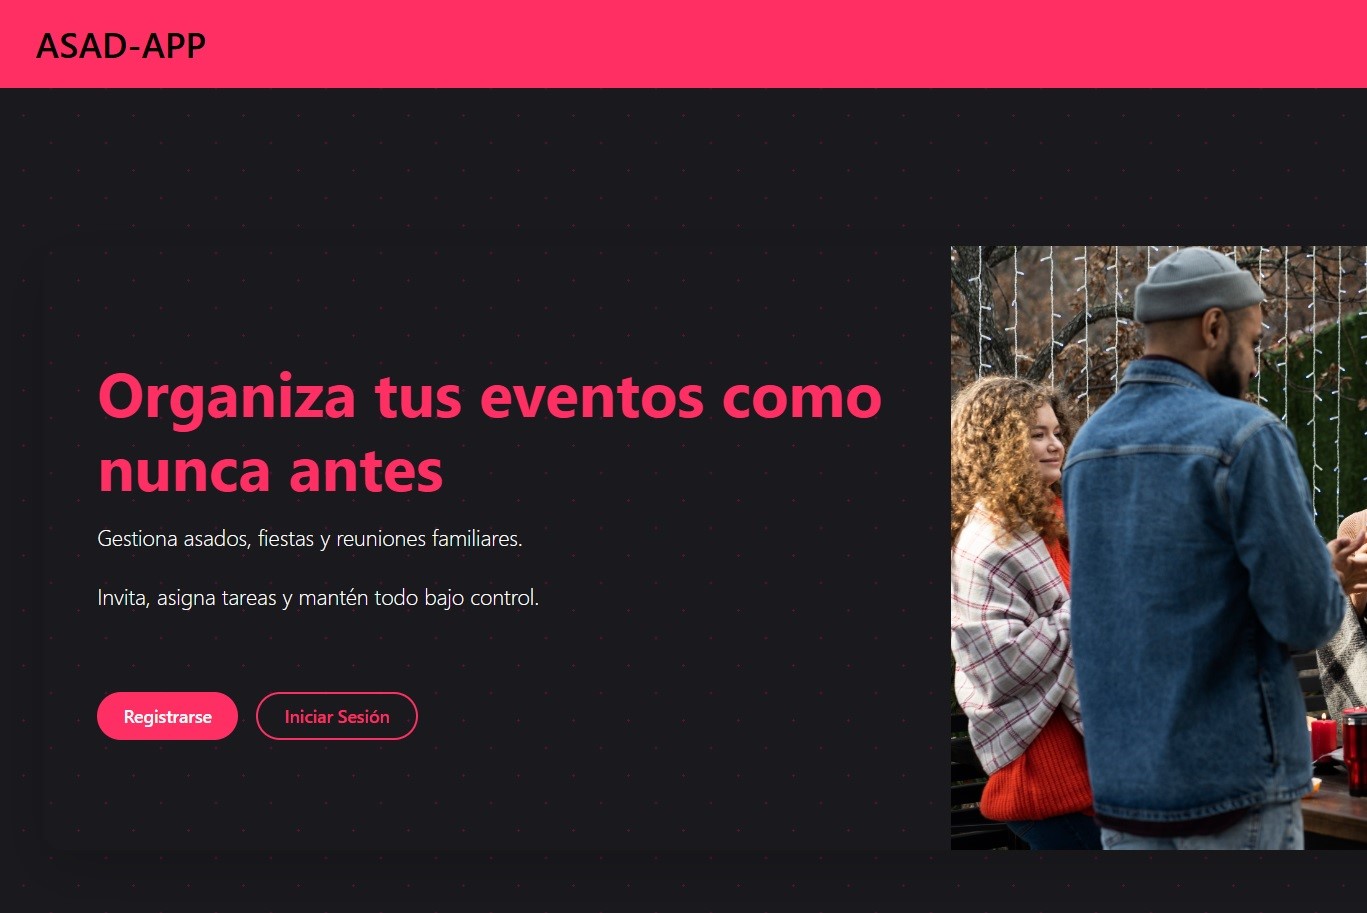 ASAD-APP
Organiza tus eventos como
nunca antes
Gestiona asados, fiestas y reuniones familiares.
Invita, asigna tareas y mantén todo bajo control.
Registrarse
Iniciar Sesión